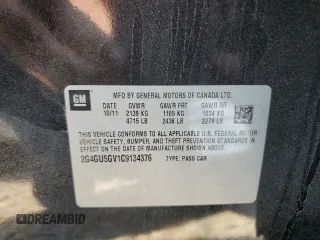 GM
MFD BY GENERAL MOTORS OF CANADA LTD.
DATE GVWR GAWR FRT GAWR RR
10/11 2139 KG 1105 KG 1034 KG
4715 LB 2436 LB 2279 LB
THIS VEHICLE CONFORMS TO ALL APPLICABLE U.S. FEDERAL MOTOR
VEHICLE SAFETY, BUMPER, AND THEFT PREVENTION STANDARDS
IN EFFECT ON THE DATE OF MANUFACTURE SHOWN ABOVE.
2G4GU5GV1C9134376 TYPE: PASS CAR
© DREAMBID